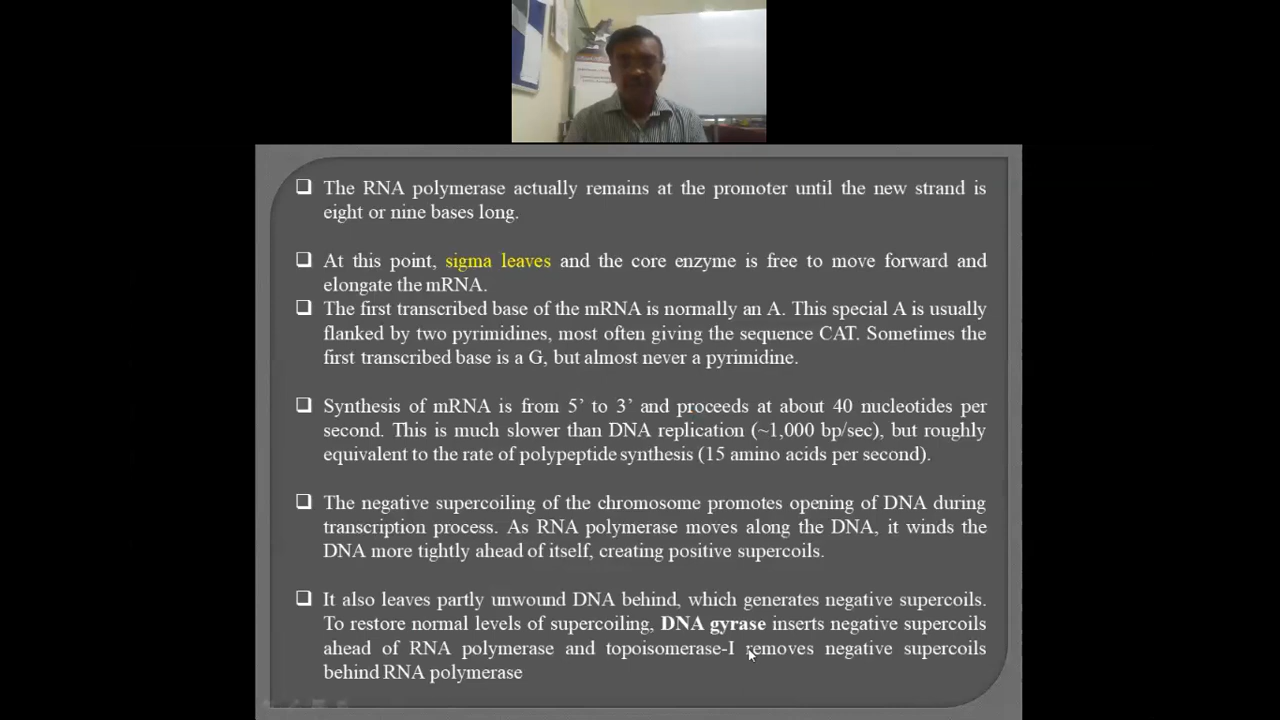 The RNA polymerase actually remains at the promoter until the new strand is
eight or nine bases long.
At this point, sigma leaves and the core enzyme is free to move forward and
elongate the mRNA.
The first transcribed base of the mRNA is normally an A. This special A is usually
flanked by two pyrimidines, most often giving the sequence CAT. Sometimes the
first transcribed base is a G, but almost never a pyrimidine.
Synthesis of mRNA is from 5’ to 3’ and proceeds at about 40 nucleotides per
second. This is much slower than DNA replication (~1,000 bp/sec), but roughly
equivalent to the rate of polypeptide synthesis (15 amino acids per second).
The negative supercoiling of the chromosome promotes opening of DNA during
transcription process. As RNA polymerase moves along the DNA, it winds the
DNA more tightly ahead of itself, creating positive supercoils.
It also leaves partly unwound DNA behind, which generates negative supercoils.
To restore normal levels of supercoiling, DNA gyrase inserts negative supercoils
ahead of RNA polymerase and topoisomerase-I removes negative supercoils
behind RNA polymerase